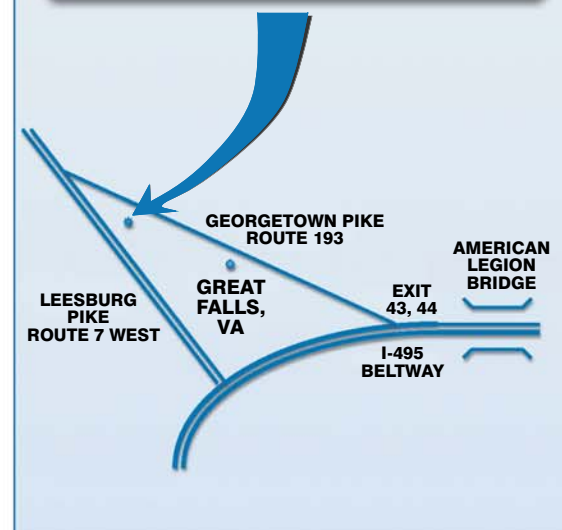 GEORGETOWN PIKE
ROUTE 193
AMERICAN
LEGION
BRIDGE
GREAT
FALLS,
VA
EXIT
43, 44
LEESBURG
PIKE
ROUTE 7 WEST
I-495
BELTWAY